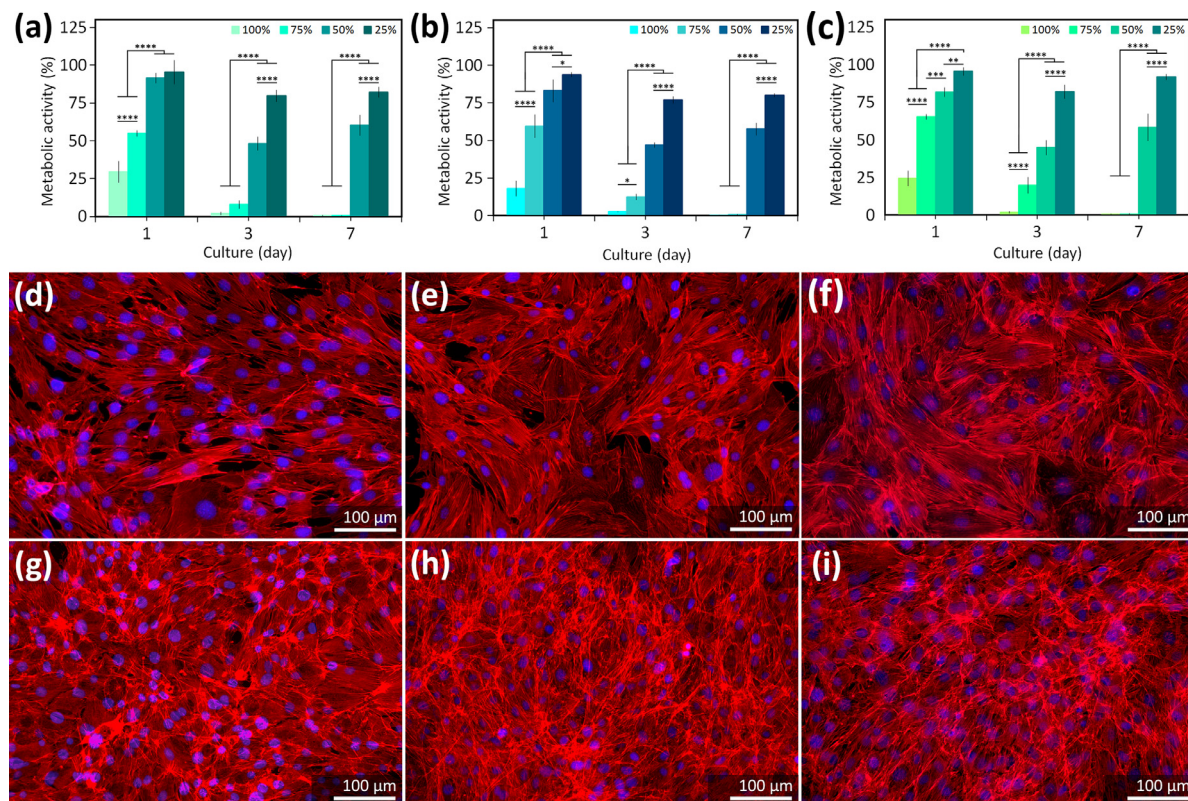 (a)
100% 75% 50% 25%
Metabolic activity (%)
125
100
75
50
25
0
**** **** ****
**** **** ****
1 3 7
Culture (day)
(b)
100% 75% 50% 25%
Metabolic activity (%)
125
100
75
50
25
0
**** **** ****
* **** ****
**** *
1 3 7
Culture (day)
(c)
100% 75% 50% 25%
Metabolic activity (%)
125
100
75
50
25
0
**** **** ****
*** ** **** ****
**** ****
1 3 7
Culture (day)
(d)
100 µm
(e)
100 µm
(f)
100 µm
(g)
100 µm
(h)
100 µm
(i)
100 µm